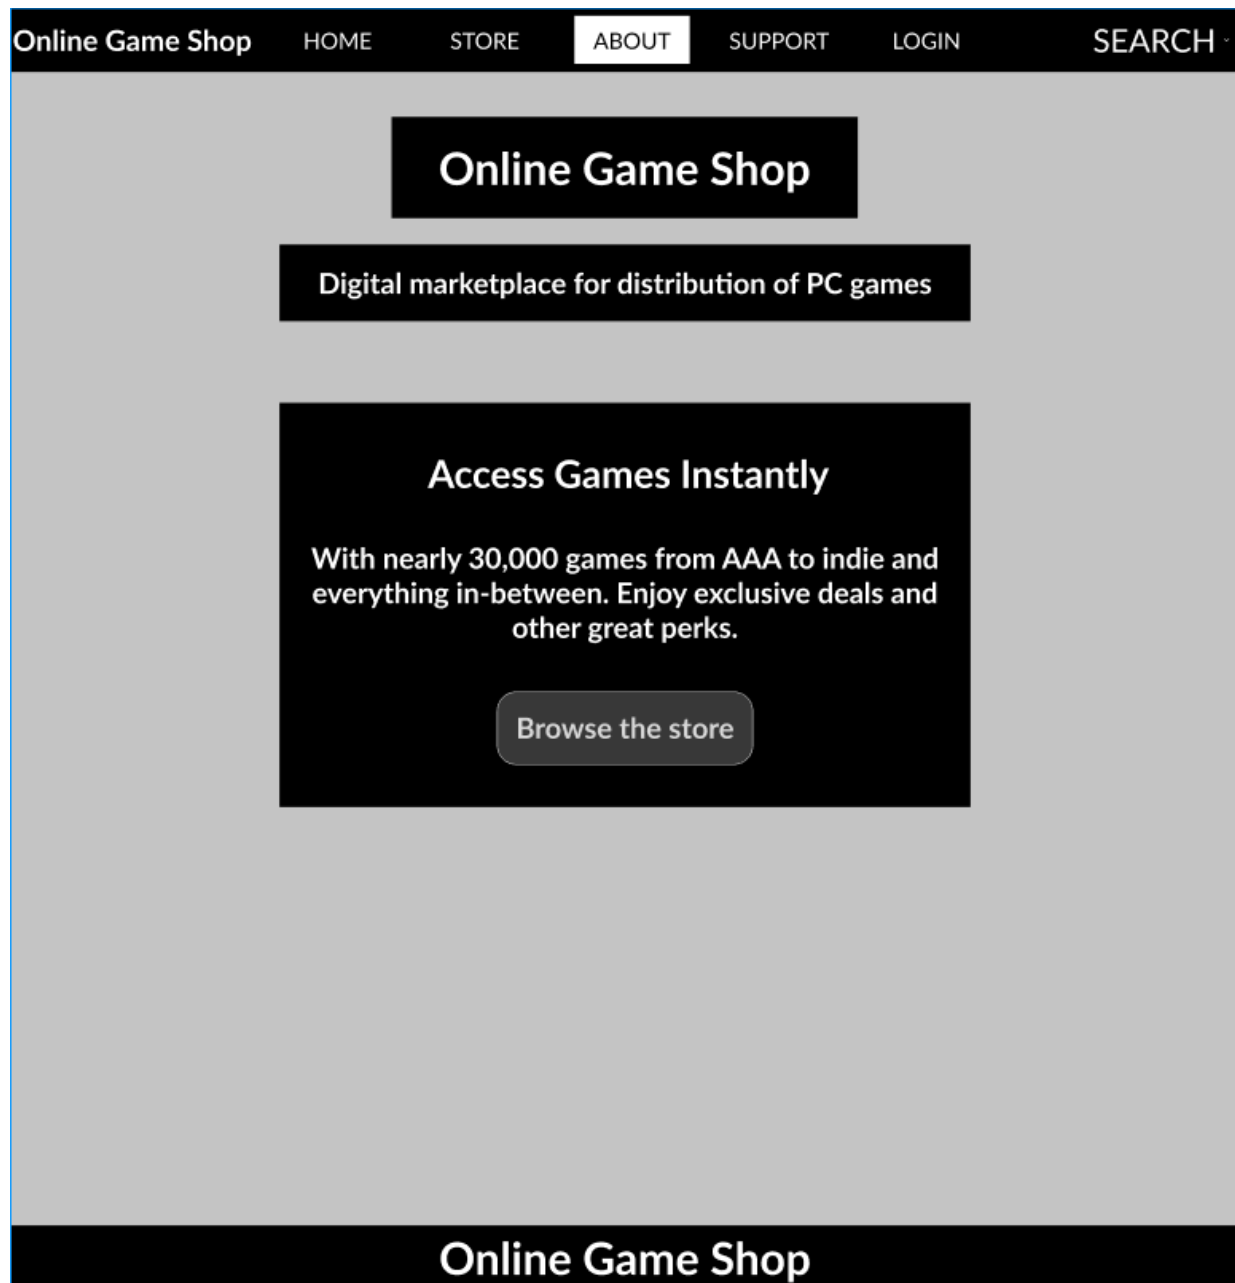 Online Game Shop HOME STORE ABOUT SUPPORT LOGIN SEARCH
Online Game Shop
Digital marketplace for distribution of PC games
Access Games Instantly
With nearly 30,000 games from AAA to indie and
everything in-between. Enjoy exclusive deals and
other great perks.
Browse the store
Online Game Shop